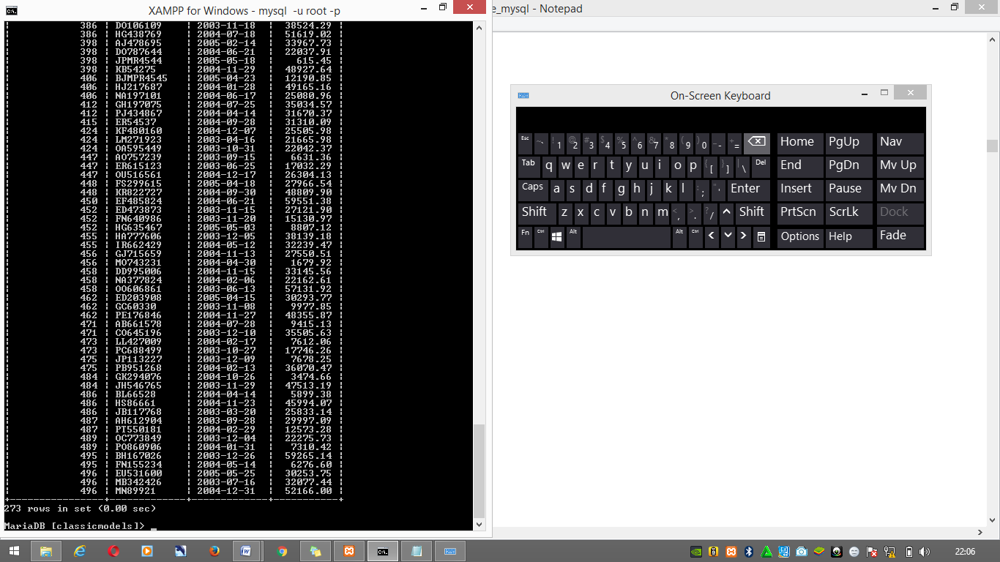 XAMPP for Windows - mysql -u root -p
| 386 | DO106109 | 2003-11-18 | 38524.29 |
| 386 | HG438769 | 2004-07-18 | 51619.02 |
| 398 | AJ478695 | 2005-02-14 | 33967.73 |
| 398 | DO787644 | 2004-06-21 | 22037.91 |
| 398 | JPMR4544 | 2005-05-18 | 615.45 |
| 398 | KB54275 | 2004-11-29 | 48927.64 |
| 406 | BJMPR4545 | 2005-04-23 | 12190.85 |
| 406 | HJ217687 | 2004-01-28 | 49165.16 |
| 406 | NA197101 | 2004-06-17 | 25080.96 |
| 412 | GH197075 | 2004-07-25 | 35034.57 |
| 412 | PJ434867 | 2004-04-14 | 31670.37 |
| 415 | ER54537 | 2004-09-28 | 31310.09 |
| 424 | KF480160 | 2004-12-07 | 25505.98 |
| 424 | LM271923 | 2003-04-16 | 21665.98 |
| 424 | OA595449 | 2003-10-31 | 22042.37 |
| 447 | AO757239 | 2003-09-15 | 6631.36 |
| 447 | ER615123 | 2003-06-25 | 17032.29 |
| 447 | OU516561 | 2004-12-17 | 26304.13 |
| 448 | FS299615 | 2005-04-18 | 27966.54 |
| 448 | KR822727 | 2004-09-30 | 48809.90 |
| 450 | EF485824 | 2004-06-21 | 59551.38 |
| 452 | ED473873 | 2003-11-15 | 27121.90 |
| 452 | FN640986 | 2003-11-20 | 15130.97 |
| 452 | HG635467 | 2005-05-03 | 8807.12 |
| 455 | HA777606 | 2003-12-05 | 38139.18 |
| 455 | IR662429 | 2004-05-12 | 32239.47 |
| 456 | GJ715659 | 2004-11-13 | 27550.51 |
| 456 | MO743231 | 2004-04-30 | 1679.92 |
| 458 | DD995006 | 2004-11-15 | 33145.56 |
| 458 | NA377824 | 2004-02-06 | 22162.61 |
| 458 | OO606861 | 2003-06-13 | 57131.92 |
| 462 | ED203908 | 2005-04-15 | 30293.77 |
| 462 | GC60330 | 2003-11-08 | 9977.85 |
| 462 | PE176846 | 2004-11-27 | 48355.87 |
| 471 | AB661578 | 2004-07-28 | 9415.13 |
| 471 | CO645196 | 2003-12-10 | 35505.63 |
| 473 | LL427009 | 2004-02-17 | 7612.06 |
| 473 | PC688499 | 2003-10-27 | 17746.26 |
| 475 | JP113227 | 2003-12-09 | 7678.25 |
| 475 | PB951268 | 2004-02-13 | 36070.47 |
| 484 | GK294076 | 2004-10-26 | 3474.66 |
| 484 | JH546765 | 2003-11-29 | 47513.19 |
| 486 | BL66528 | 2004-04-14 | 5899.38 |
| 486 | HS86661 | 2004-11-23 | 45994.07 |
| 486 | JB117768 | 2003-03-20 | 25833.14 |
| 487 | AH612904 | 2003-09-28 | 29997.09 |
| 487 | PT550181 | 2004-02-29 | 12573.28 |
| 489 | OC773849 | 2003-12-04 | 22275.73 |
| 489 | PO860906 | 2004-01-31 | 7310.42 |
| 495 | BH167026 | 2003-12-26 | 59265.14 |
| 495 | FN155234 | 2004-05-14 | 6276.60 |
| 496 | EU531600 | 2005-05-25 | 30253.75 |
| 496 | MB342426 | 2003-07-16 | 32077.44 |
| 496 | MN89921 | 2004-12-31 | 52166.00 |
273 rows in set (0.00 sec)
MariaDB [classicmodels]> _
e_mysql - Notepad
On-Screen Keyboard
Esc ~ ` ! 1 @ 2 # 3 $ 4 % 5 ^ 6 & 7 * 8 ( 9 ) 0 _ - + = Home PgUp Nav
Tab q w e r t y u i o p { [ } ] | \ Del End PgDn Mv Up
Caps a s d f g h j k l : ; " ' Enter Insert Pause Mv Dn
Shift z x c v b n m < , > . ? / ^ Shift PrtScn ScrLk Dock
Fn Ctrl Alt Alt Ctrl Options Help Fade
22:06